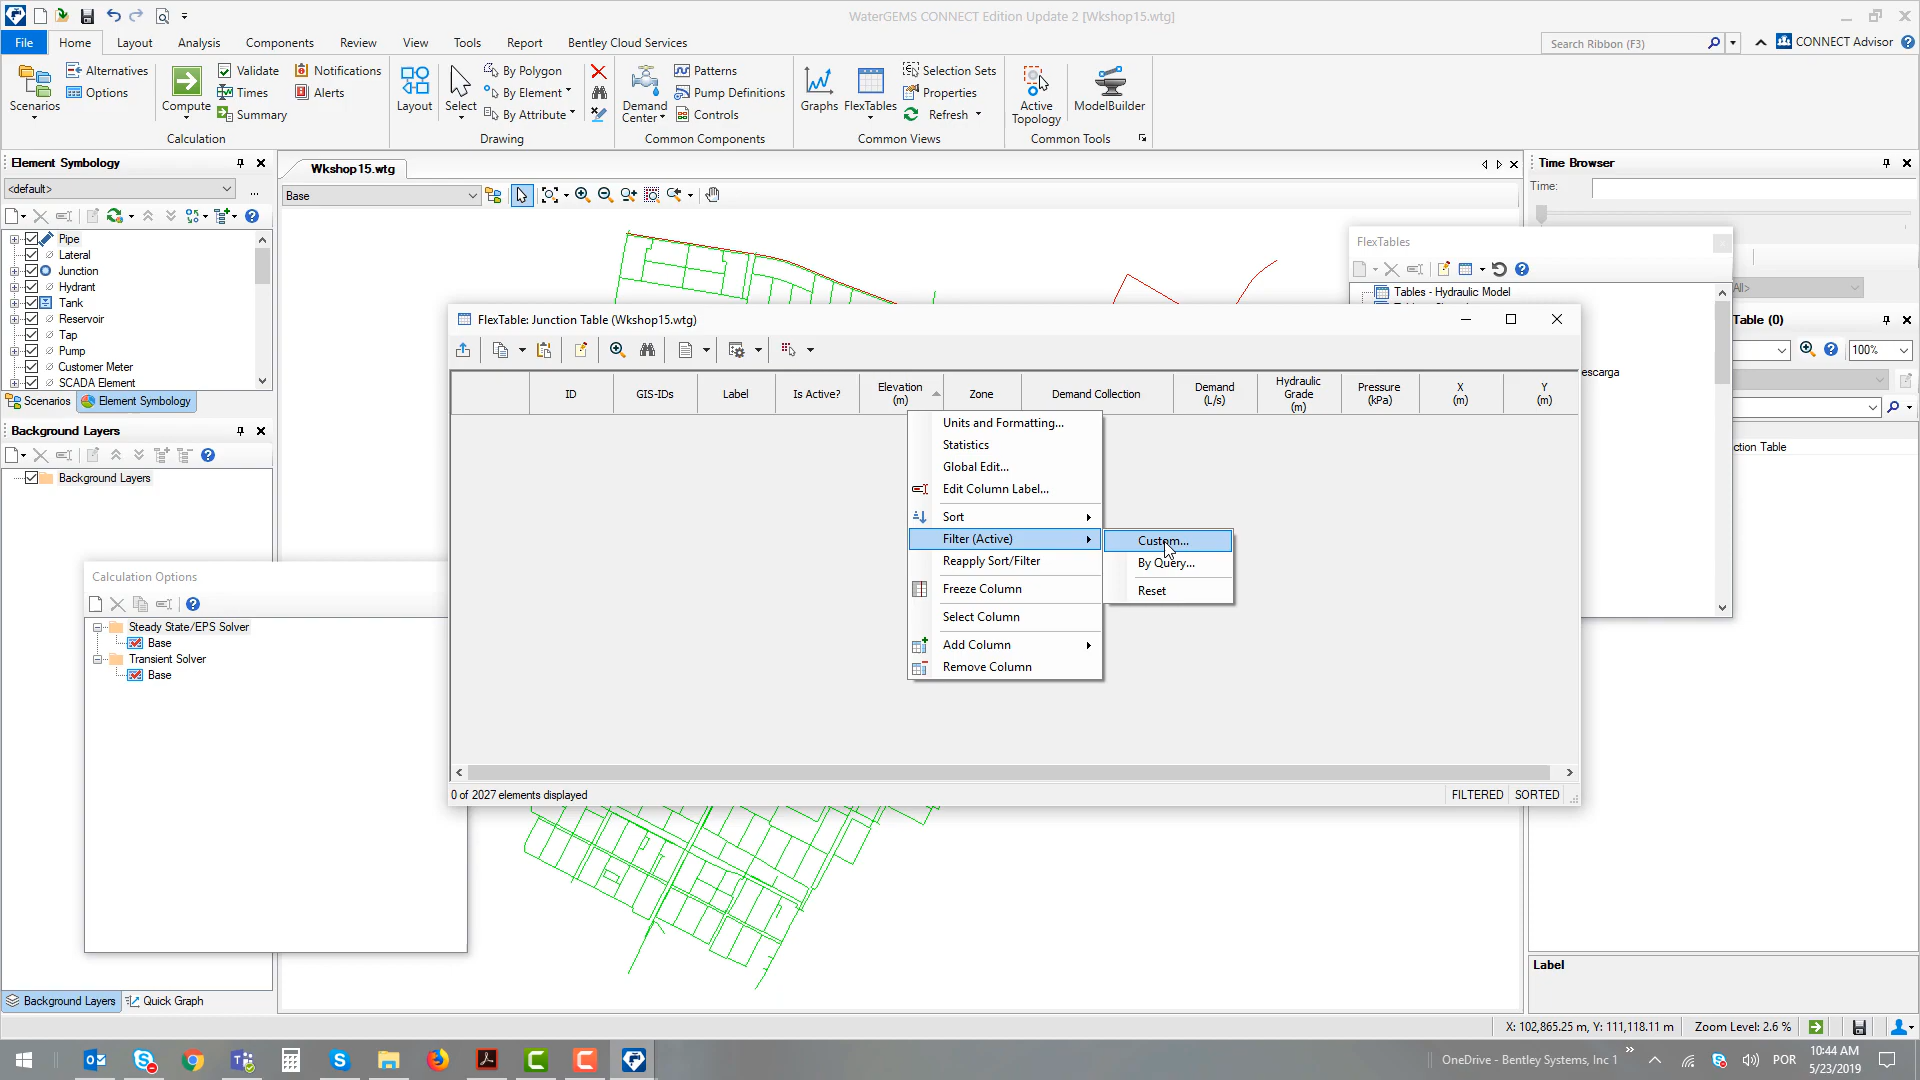 WaterGEMS CONNECT Edition Update 2 [Wkshop15.wtg]
File Home Layout Analysis Components Review View Tools Report Bentley Cloud Services
Search Ribbon (F3)
CONNECT Advisor
Scenarios
Alternatives
Options
Compute
Validate
Times
Summary
Notifications
Alerts
Calculation
Layout
Select
By Polygon
By Element
By Attribute
Drawing
Demand Center
Patterns
Pump Definitions
Controls
Common Components
Graphs
FlexTables
Selection Sets
Properties
Refresh
Common Views
Active Topology
ModelBuilder
Common Tools
Element Symbology
<default>
...
Pipe
Lateral
Junction
Hydrant
Tank
Reservoir
Tap
Pump
Customer Meter
SCADA Element
Scenarios
Element Symbology
Background Layers
Background Layers
Background Layers
Quick Graph
Calculation Options
Steady State/EPS Solver
Base
Transient Solver
Base
Wkshop15.wtg
Base
FlexTable: Junction Table (Wkshop15.wtg)
ID
GIS-IDs
Label
Is Active?
Elevation
(m)
Zone
Demand Collection
Demand
(L/s)
Hydraulic
Grade
(m)
Pressure
(kPa)
X
(m)
Y
(m)
Units and Formatting...
Statistics
Global Edit...
Edit Column Label...
Sort
Filter (Active)
Reapply Sort/Filter
Freeze Column
Select Column
Add Column
Remove Column
Custom...
By Query...
Reset
0 of 2027 elements displayed
FILTERED
SORTED
FlexTables
Tables - Hydraulic Model
Time Browser
Time:
All>
Table (0)
100%
escarga
ction Table
Label
X: 102,865.25 m, Y: 111,118.11 m
Zoom Level: 2.6 %
OneDrive - Bentley Systems, Inc 1
POR
10:44 AM
5/23/2019